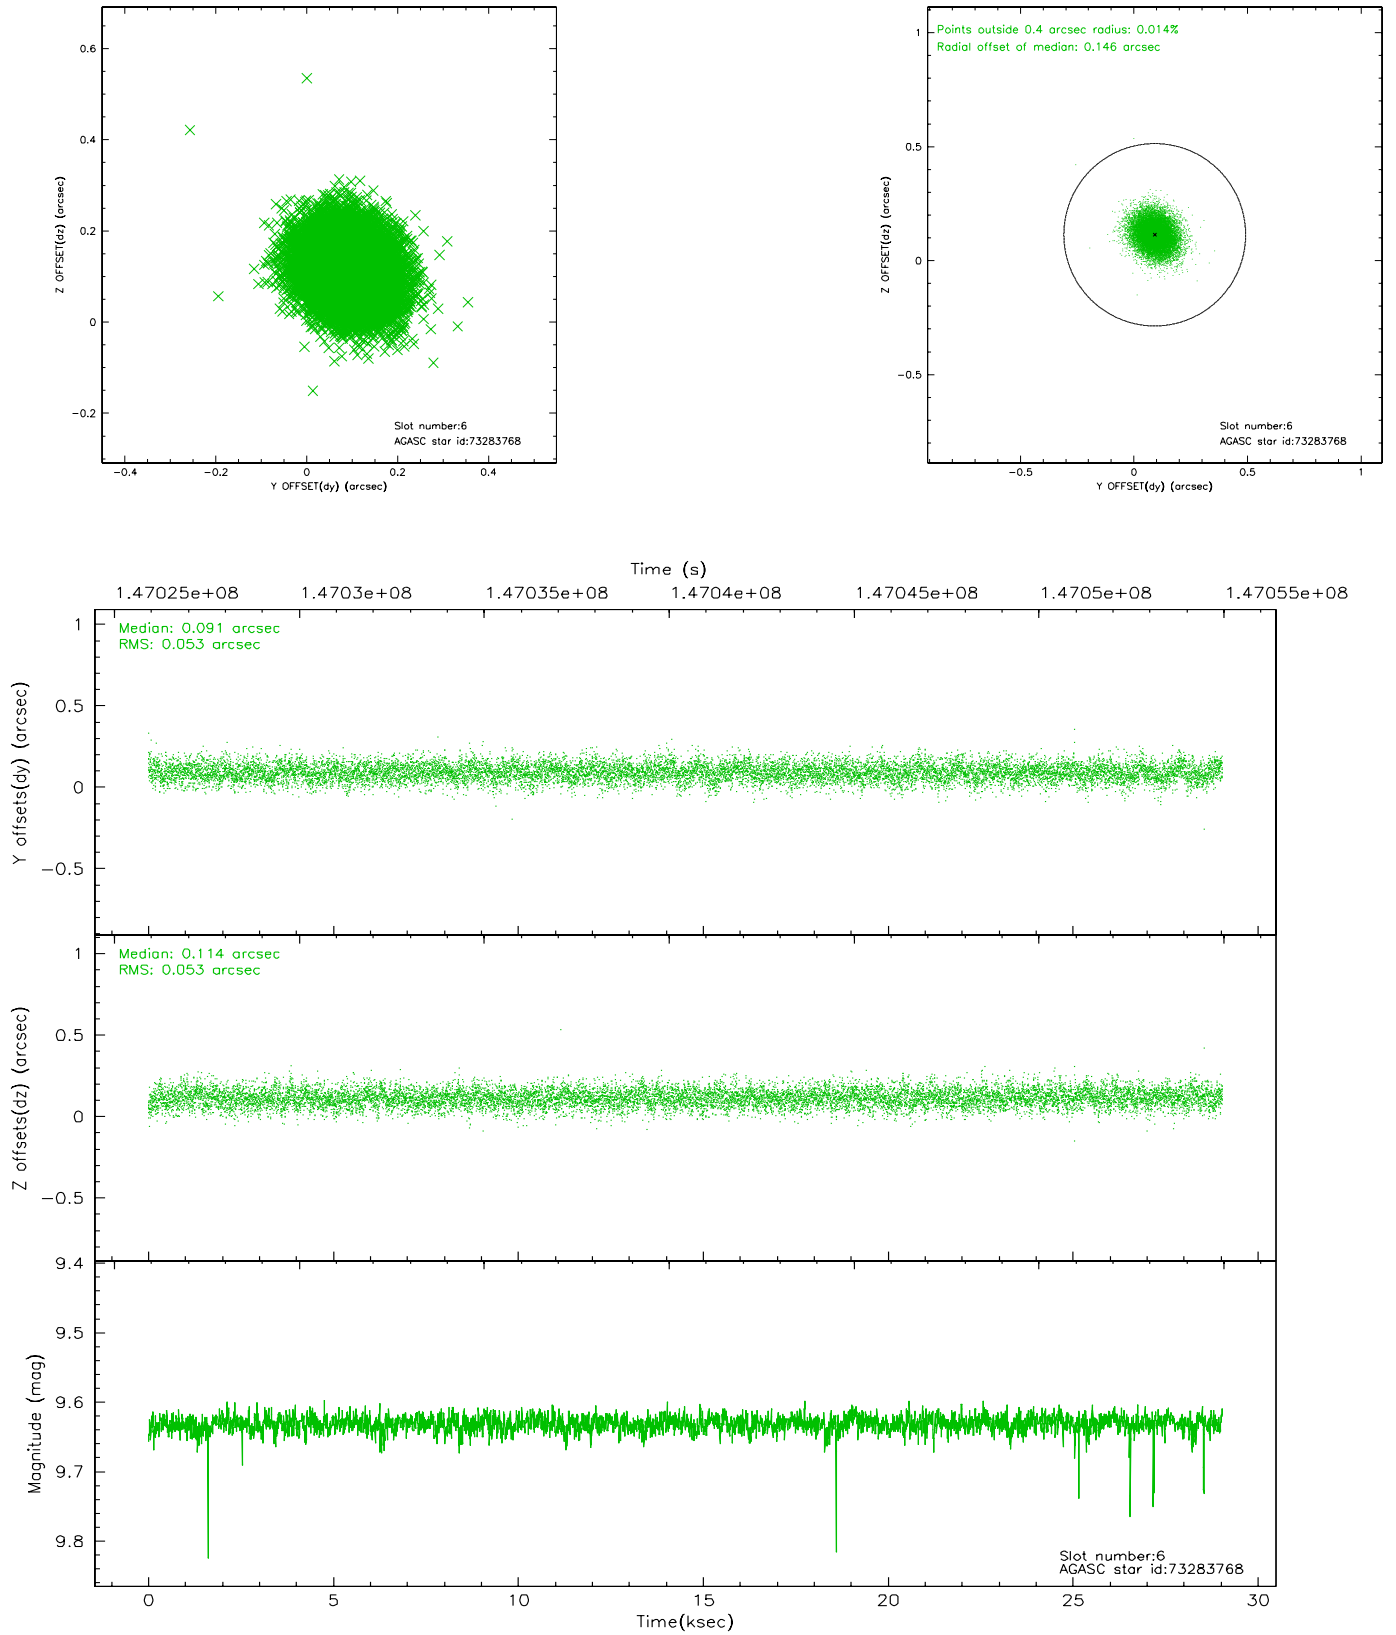 0.6
0.4
0.2
0
−0.2
Z OFFSET(dz) (arcsec)
Slot number:6
AGASC star id:73283768
−0.4 −0.2 0 0.2 0.4
Y OFFSET(dy) (arcsec)
Points outside 0.4 arcsec radius: 0.014%
Radial offset of median: 0.146 arcsec
1
0.5
0
−0.5
Z OFFSET(dz) (arcsec)
Slot number:6
AGASC star id:73283768
−0.5 0 0.5 1
Y OFFSET(dy) (arcsec)
Time (s)
1.47025e+08 1.4703e+08 1.47035e+08 1.4704e+08 1.47045e+08 1.4705e+08 1.47055e+08
Median: 0.091 arcsec
RMS: 0.053 arcsec
1
0.5
0
−0.5
Y offsets(dy) (arcsec)
Median: 0.114 arcsec
RMS: 0.053 arcsec
1
0.5
0
−0.5
Z offsets(dz) (arcsec)
9.4
9.5
9.6
9.7
9.8
Magnitude (mag)
Slot number:6
AGASC star id:73283768
0 5 10 15 20 25 30
Time(ksec)